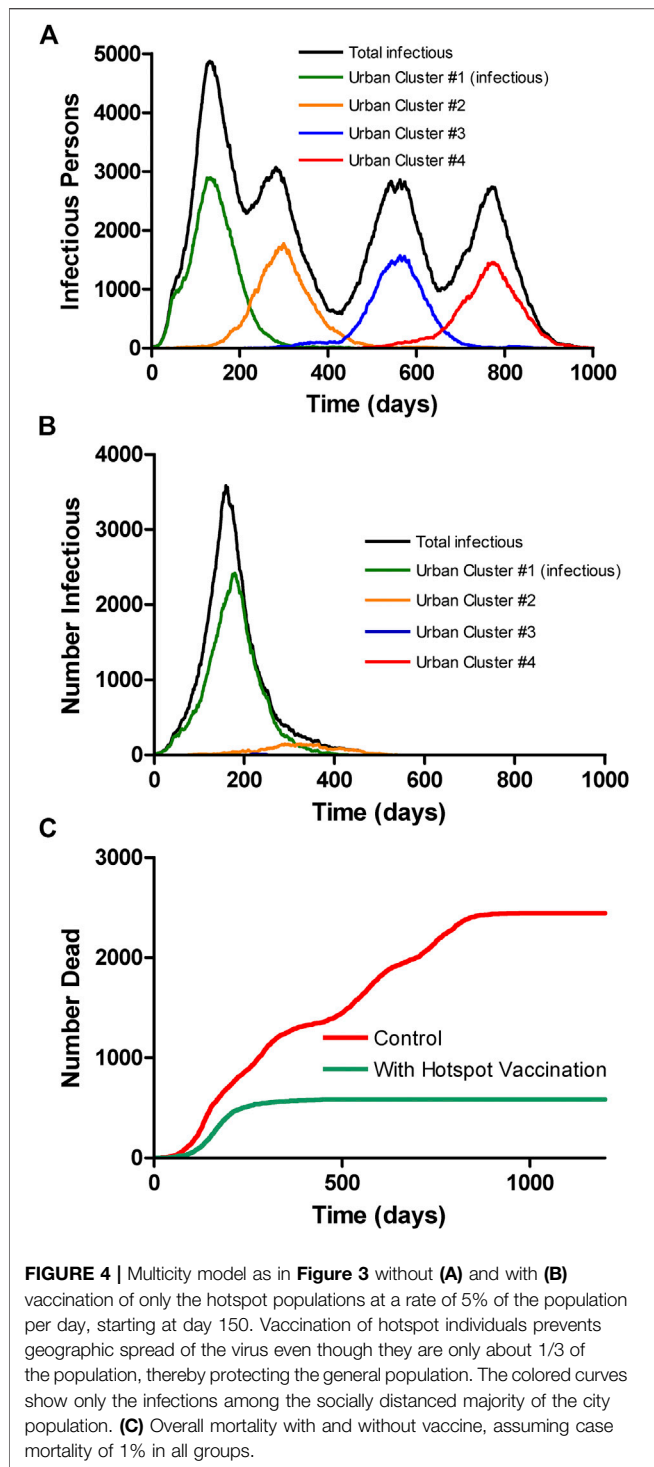 A
5000
4000
3000
2000
1000
0
Infectious Persons
Total infectious
Urban Cluster #1 (infectious)
Urban Cluster #2
Urban Cluster #3
Urban Cluster #4
0 200 400 600 800 1000
Time (days)
B
4000
3000
2000
1000
0
Number Infectious
Total infectious
Urban Cluster #1 (infectious)
Urban Cluster #2
Urban Cluster #3
Urban Cluster #4
0 200 400 600 800 1000
Time (days)
C
3000
2000
1000
0
Number Dead
Control
With Hotspot Vaccination
0 500 1000
Time (days)
FIGURE 4 | Multicity model as in Figure 3 without (A) and with (B)
vaccination of only the hotspot populations at a rate of 5% of the population
per day, starting at day 150. Vaccination of hotspot individuals prevents
geographic spread of the virus even though they are only about 1/3 of
the population, thereby protecting the general population. The colored curves
show only the infections among the socially distanced majority of the city
population. (C) Overall mortality with and without vaccine, assuming case
mortality of 1% in all groups.